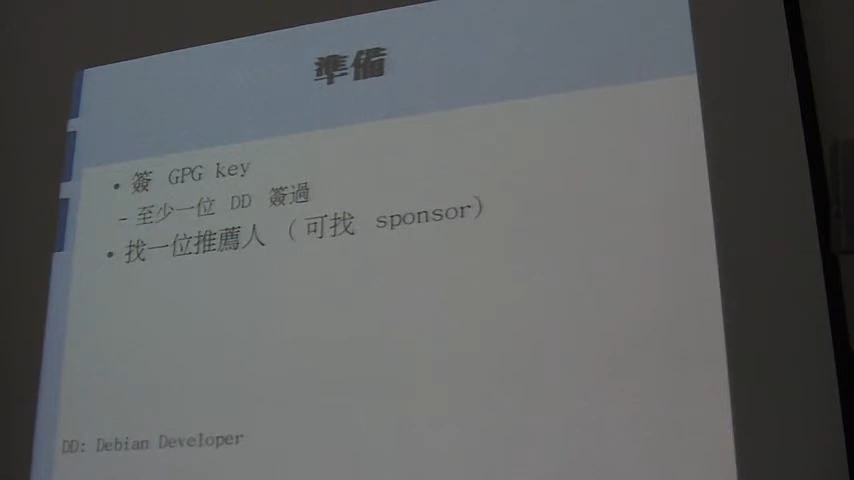 準備
• 簽 GPG key
– 至少一位 DD 簽過
• 找一位推薦人 (可找 sponsor)
DD: Debian Developer